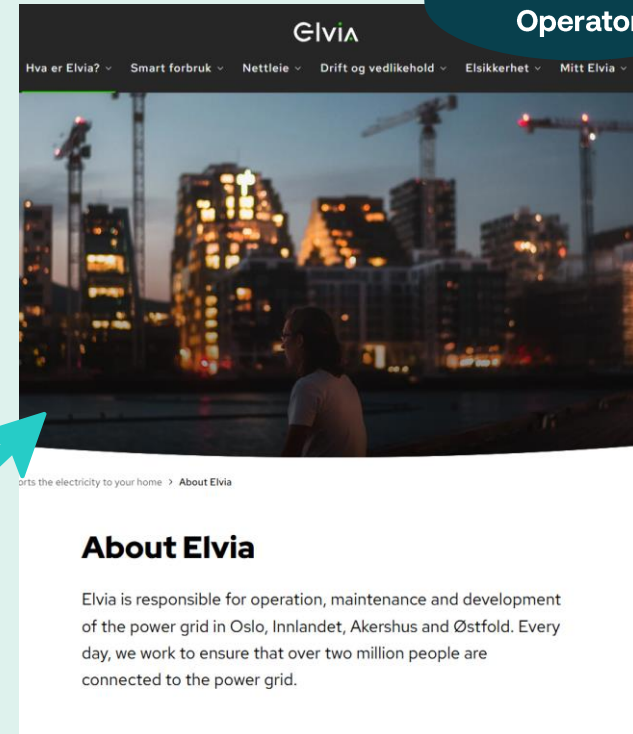 Operator
Elvia
Hva er Elvia? Smart forbruk Nettleie Drift og vedlikehold Elsikkerhet Mitt Elvia
orts the electricity to your home > About Elvia
About Elvia
Elvia is responsible for operation, maintenance and development
of the power grid in Oslo, Innlandet, Akershus and Østfold. Every
day, we work to ensure that over two million people are
connected to the power grid.